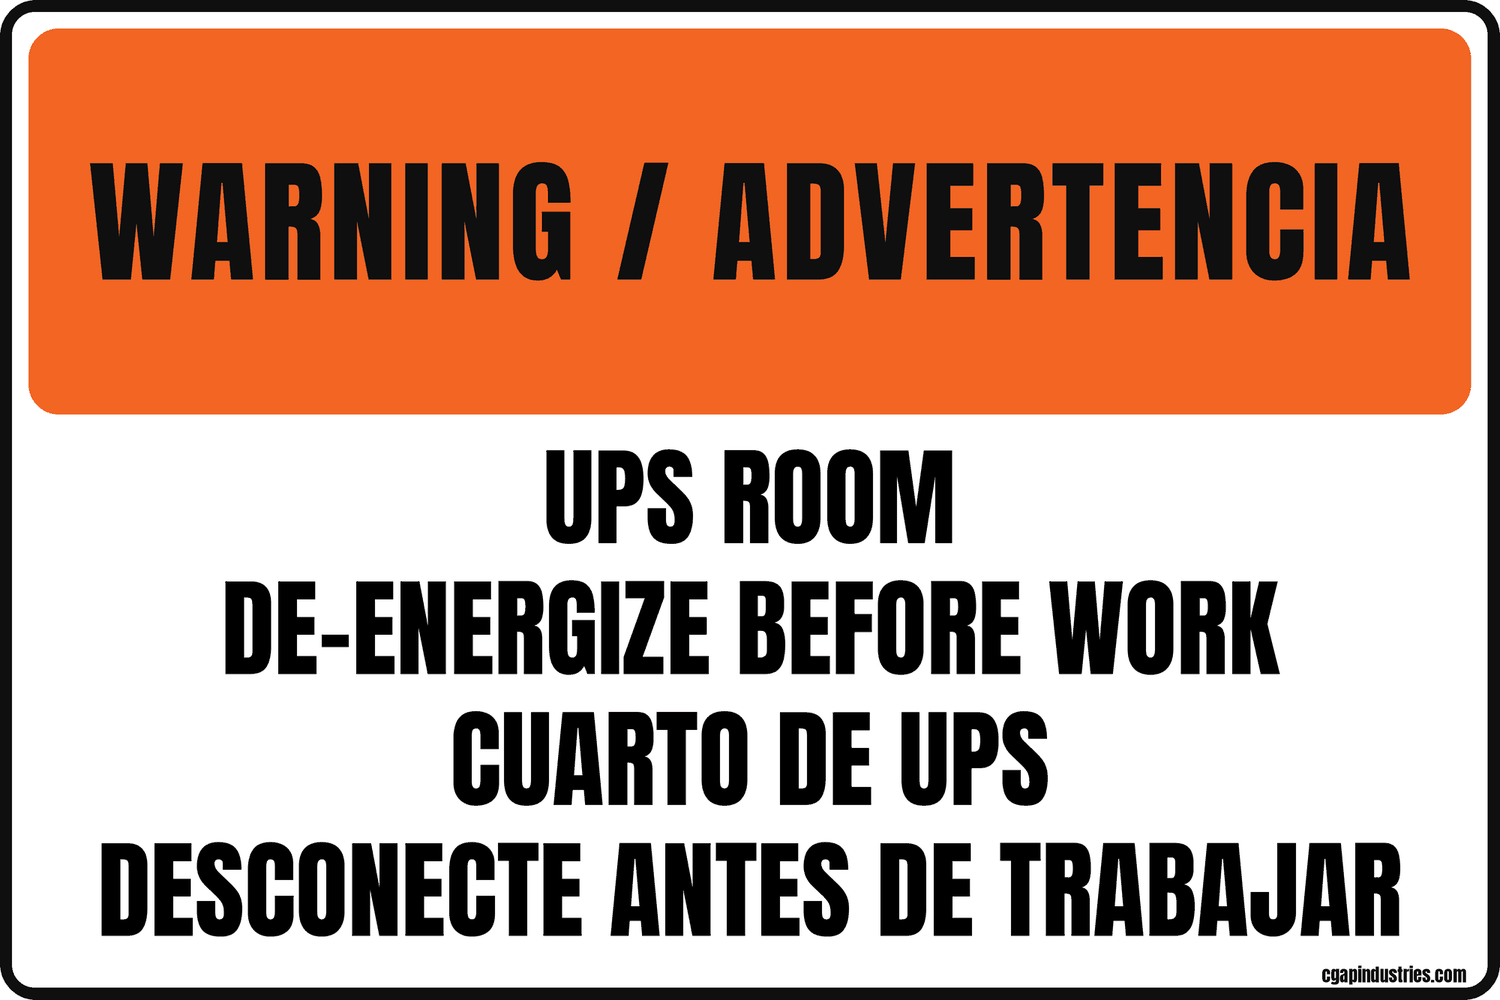 WARNING / ADVERTENCIA
UPS ROOM
DE-ENERGIZE BEFORE WORK
CUARTO DE UPS
DESCONECTE ANTES DE TRABAJAR
cgapindustries.com